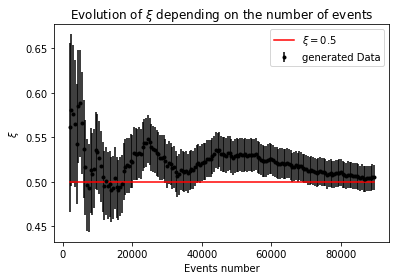 Evolution of ξ depending on the number of events
ξ = 0.5
generated Data
0.65
0.60
0.55
0.50
0.45
ξ
0
20000
40000
60000
80000
Events number